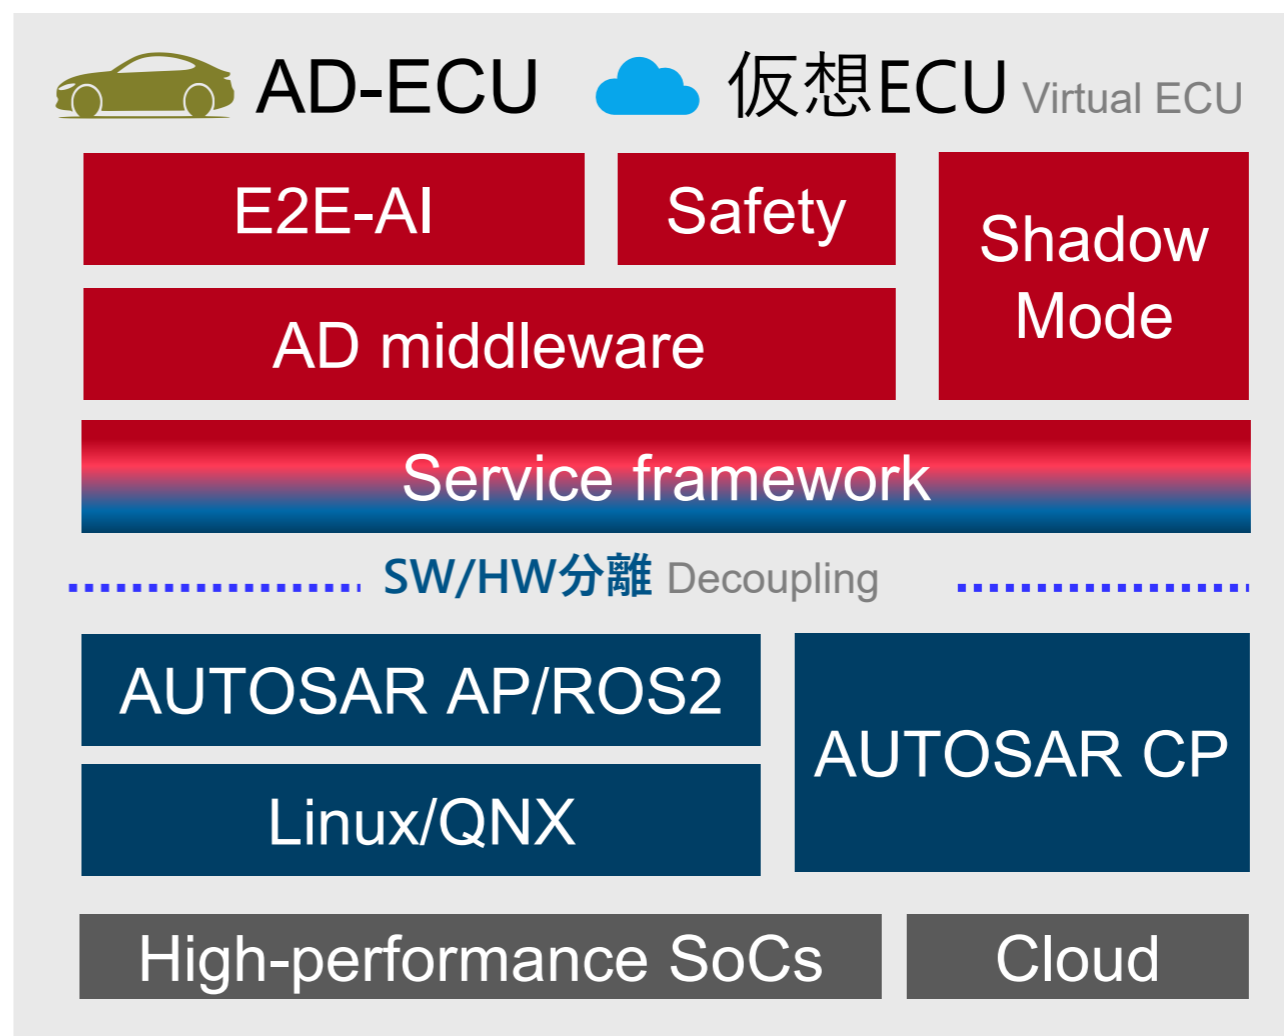 AD-ECU 仮想ECU Virtual ECU
E2E-AI
Safety
Shadow
Mode
AD middleware
Service framework
SW/HW分離 Decoupling
AUTOSAR AP/ROS2
AUTOSAR CP
Linux/QNX
High-performance SoCs
Cloud